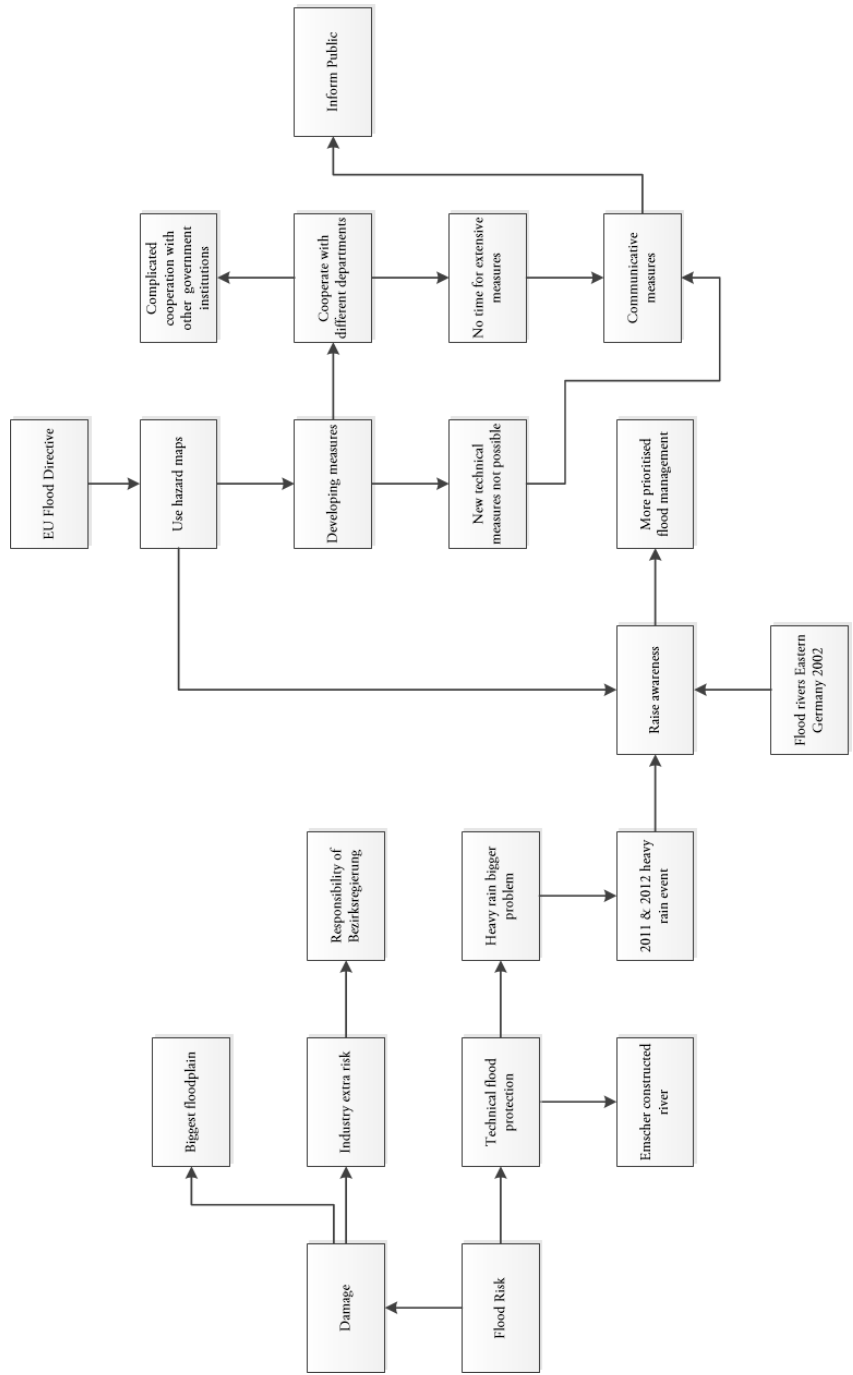 EU Flood Directive
Biggest floodplain
Use hazard maps
Complicated
cooperation with
other government
institutions
Damage
Industry extra risk
Responsibility of
Bezirksregierung
Developing measures
Cooperate with
different departments
Inform Public
Flood Risk
Technical flood
protection
Heavy rain bigger
problem
New technical
measures not possible
No time for extensive
measures
Emscher constructed
river
2011 & 2012 heavy
rain event
Raise awareness
More prioritised
flood management
Communicative
measures
Flood rivers Eastern
Germany 2002